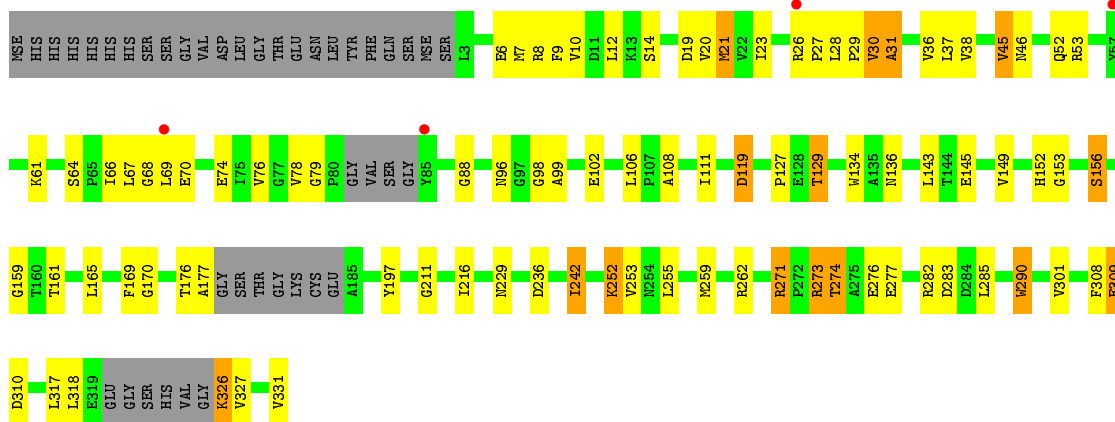 MSE HIS HIS HIS HIS HIS HIS SER SER GLY VAL ASP LEU GLY THR GLU ASN LEU TYR PHE GLN SER MSE SER L3 E6 M7 R8 F9 V10 D11 L12 K13 S14 D19 V20 M21 V22 I23 R26 P27 L28 P29 V30 A31 V36 L37 V38 V45 N46 Q52 R53 Y57
K61 S64 P65 I66 L67 G68 L69 E70 E74 I75 V76 G77 V78 G79 P80 GLY VAL SER GLY Y85 G88 N96 G97 G98 A99 E102 L106 P107 A108 I111 D119 P127 E128 T129 W134 A135 N136 L143 T144 E145 V149 H152 G153 S156
G159 T160 T161 L165 F169 G170 T176 A177 GLY SER THR GLY LYS CYS GLU A185 Y197 G211 I216 N229 D236 I242 K252 V253 N254 L255 M259 R262 R271 P272 R273 T274 A275 E276 E277 R282 D283 D284 L285 W290 V301 F308
D310 L317 L318 E319 GLU GLY SER HIS VAL GLY K326 V327 V331